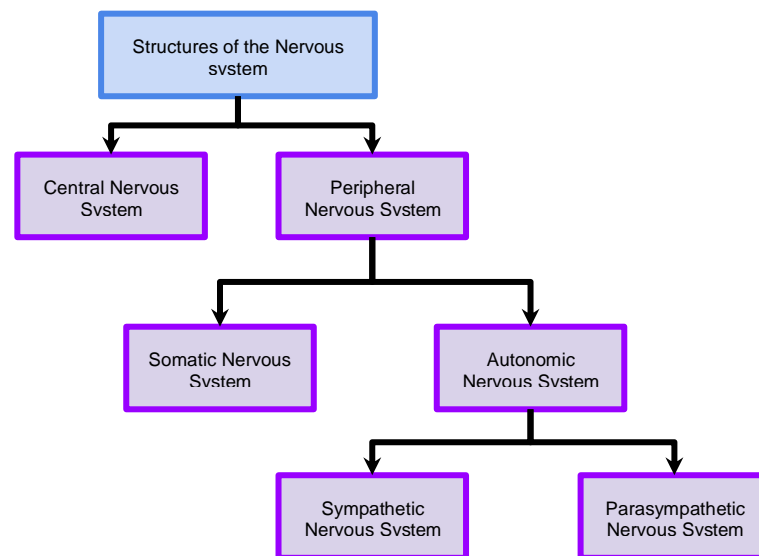 Structures of the Nervous
system
Central Nervous
System
Peripheral
Nervous System
Somatic Nervous
System
Autonomic
Nervous System
Sympathetic
Nervous System
Parasympathetic
Nervous System